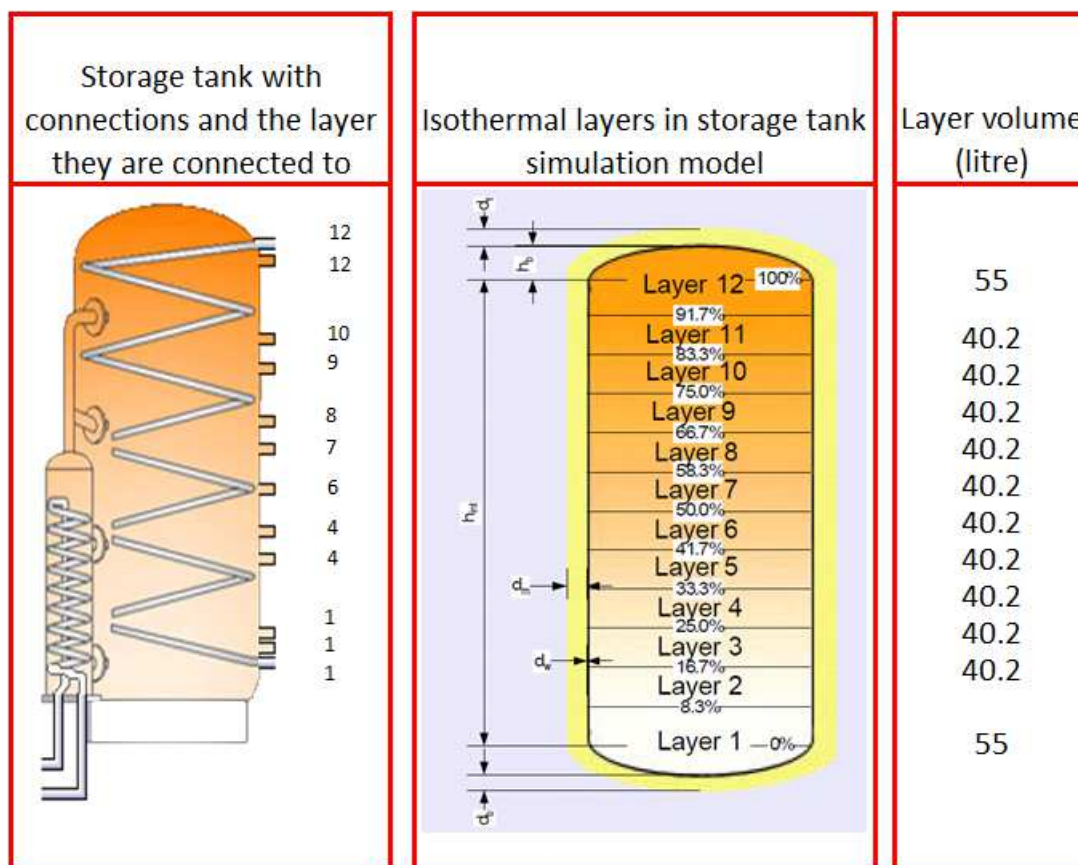 Storage tank with
connections and the layer
they are connected to
Isothermal layers in storage tank
simulation model
Layer volume
(litre)
12
12
10
9
8
7
6
4
4
1
1
1
hb
dm
dw
db
Layer 12 100%
91.7%
Layer 11
83.3%
Layer 10
75.0%
Layer 9
66.7%
Layer 8
58.3%
Layer 7
50.0%
Layer 6
41.7%
Layer 5
33.3%
Layer 4
25.0%
Layer 3
16.7%
Layer 2
8.3%
Layer 1 0%
55
40.2
40.2
40.2
40.2
40.2
40.2
40.2
40.2
40.2
40.2
55